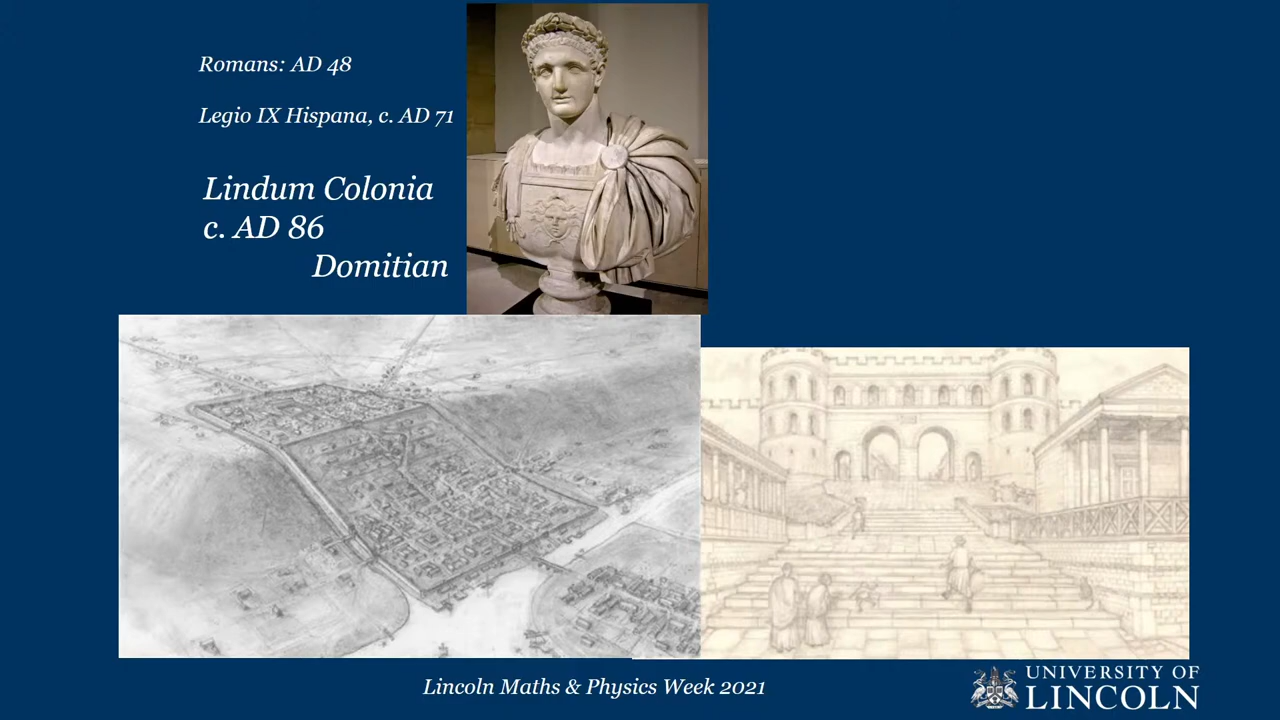 Romans: AD 48
Legio IX Hispana, c. AD 71
Lindum Colonia
c. AD 86
Domitian
Lincoln Maths & Physics Week 2021
UNIVERSITY OF
LINCOLN